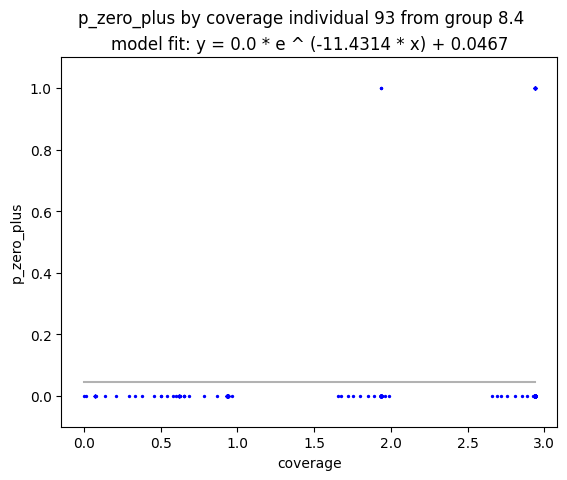 p_zero_plus by coverage individual 93 from group 8.4
model fit: y = 0.0 * e ^ (-11.4314 * x) + 0.0467
1.0
0.8
0.6
0.4
0.2
0.0
p_zero_plus
0.0 0.5 1.0 1.5 2.0 2.5 3.0
coverage